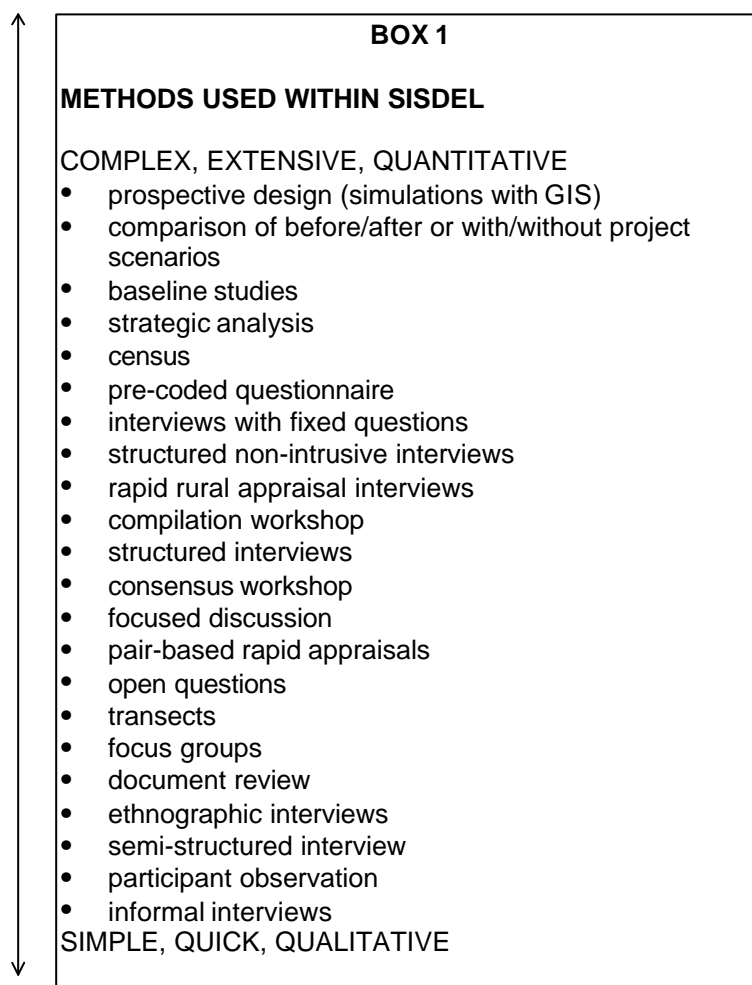 BOX 1
METHODS USED WITHIN SISDEL
COMPLEX, EXTENSIVE, QUANTITATIVE
• prospective design (simulations with GIS)
• comparison of before/after or with/without project
scenarios
• baseline studies
• strategic analysis
• census
• pre-coded questionnaire
• interviews with fixed questions
• structured non-intrusive interviews
• rapid rural appraisal interviews
• compilation workshop
• structured interviews
• consensus workshop
• focused discussion
• pair-based rapid appraisals
• open questions
• transects
• focus groups
• document review
• ethnographic interviews
• semi-structured interview
• participant observation
• informal interviews
SIMPLE, QUICK, QUALITATIVE